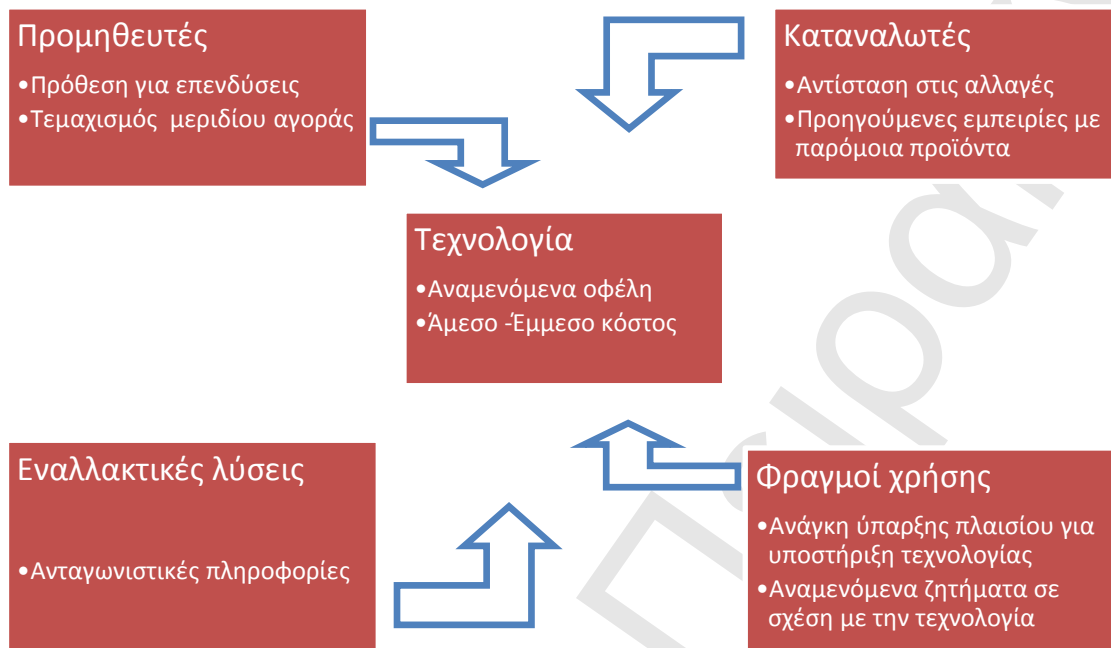 Προμηθευτές
•Πρόθεση για επενδύσεις
•Τεμαχισμός μεριδίου αγοράς
Καταναλωτές
•Αντίσταση στις αλλαγές
•Προηγούμενες εμπειρίες με
παρόμοια προϊόντα
Τεχνολογία
•Αναμενόμενα οφέλη
•Άμεσο -Έμμεσο κόστος
Εναλλακτικές λύσεις
•Ανταγωνιστικές πληροφορίες
Φραγμοί χρήσης
•Ανάγκη ύπαρξης πλαισίου για
υποστήριξη τεχνολογίας
•Αναμενόμενα ζητήματα σε
σχέση με την τεχνολογία